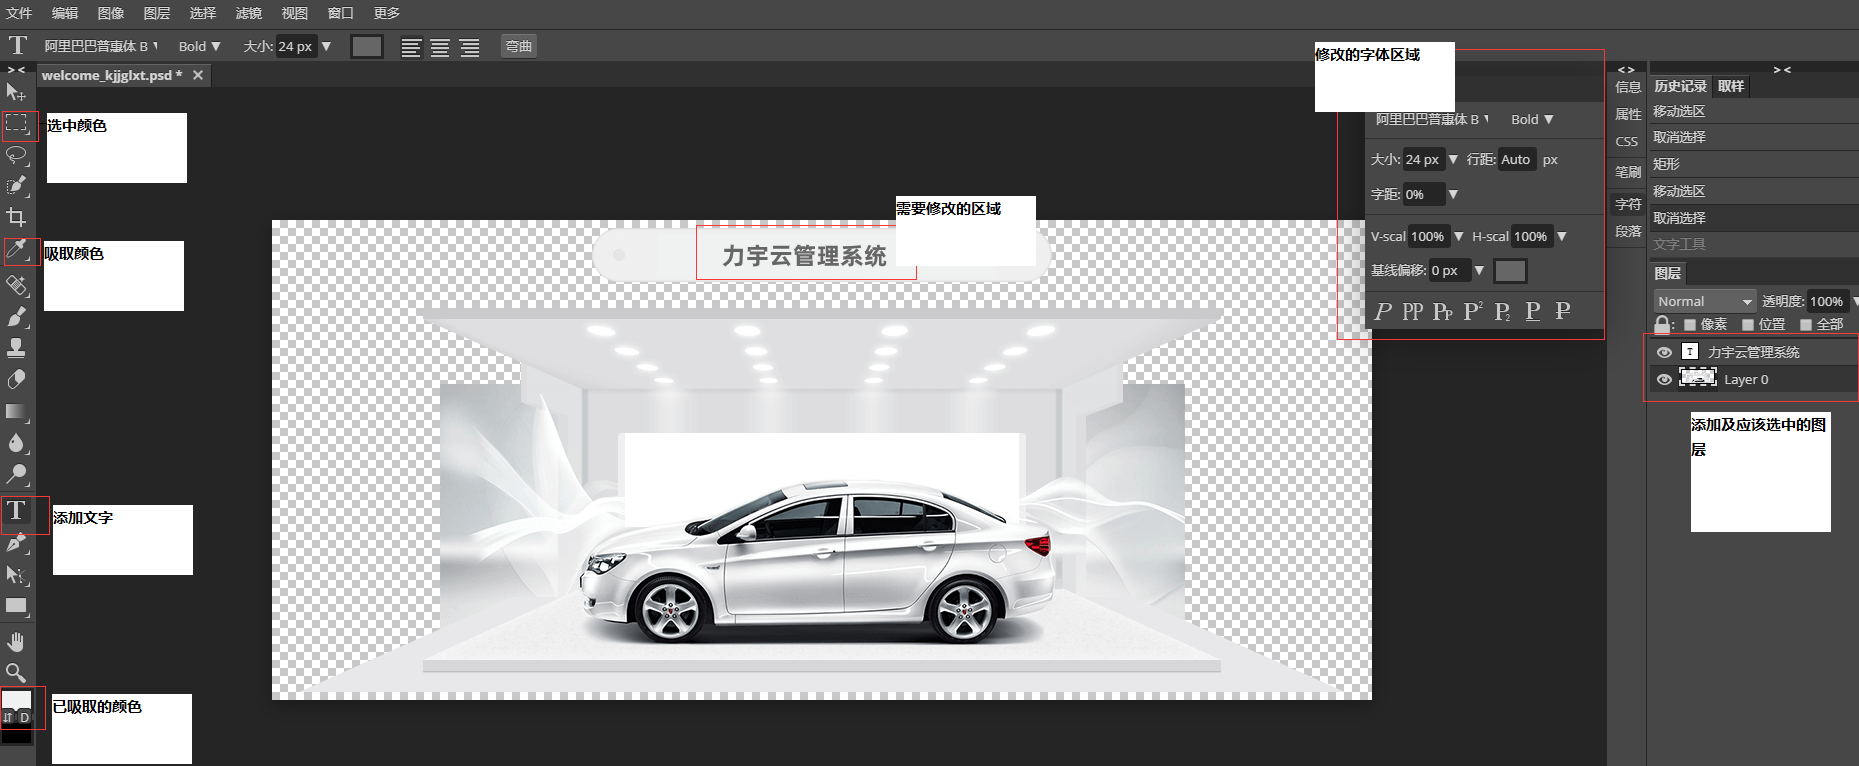 文件 编辑 图像 图层 选择 滤镜 视图 窗口 更多
T 阿里巴巴普惠体 B Bold 大小: 24 px 弯曲
welcome_kjjglxt.psd *
选中颜色
吸取颜色
添加文字
已吸取的颜色
D
需要修改的区域
力宇云管理系统
修改的字体区域
阿里巴巴普惠体 B Bold
大小: 24 px 行距: Auto px
字距: 0%
V-scal 100% H-scal 100%
基线偏移: 0 px
信息
属性
CSS
笔刷
字符
段落
历史记录 取样
移动选区
取消选择
矩形
移动选区
取消选择
文字工具
图层
Normal 透明度: 100%
: 像素 位置 全部
T 力宇云管理系统
Layer 0
添加及应该选中的图
层